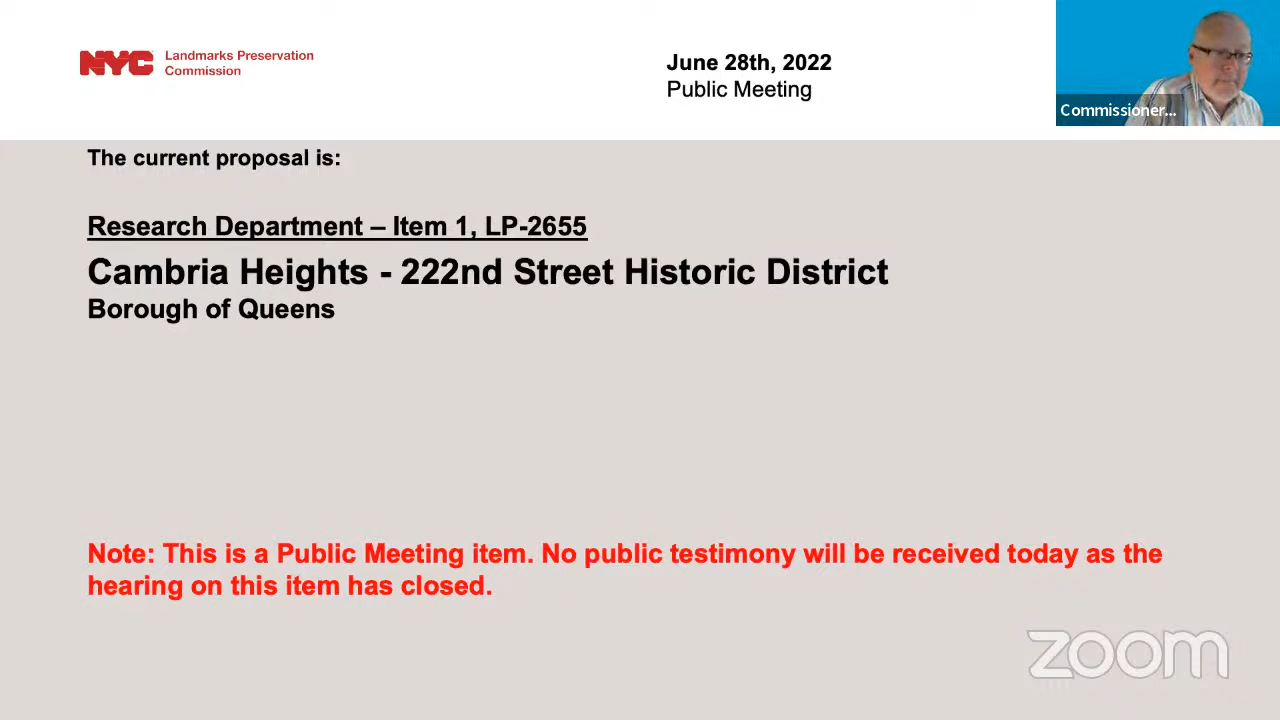 NYC Landmarks Preservation
Commission
June 28th, 2022
Public Meeting
Commissioner...
The current proposal is:
Research Department – Item 1, LP-2655
Cambria Heights - 222nd Street Historic District
Borough of Queens
Note: This is a Public Meeting item. No public testimony will be received today as the
hearing on this item has closed.
zoom